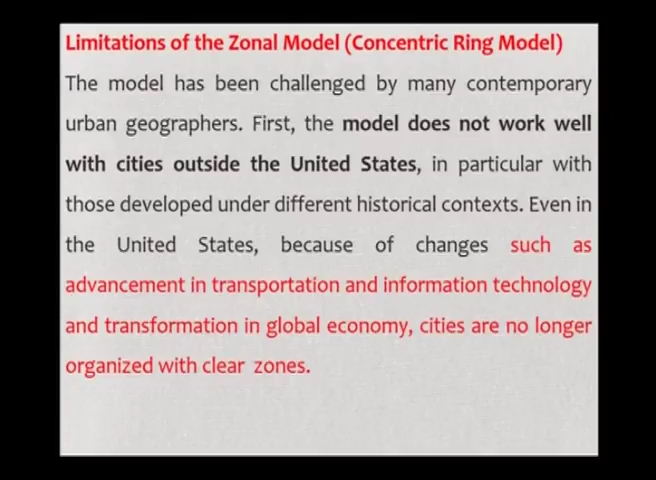 Limitations of the Zonal Model (Concentric Ring Model)
The model has been challenged by many contemporary
urban geographers. First, the model does not work well
with cities outside the United States, in particular with
those developed under different historical contexts. Even in
the United States, because of changes such as
advancement in transportation and information technology
and transformation in global economy, cities are no longer
organized with clear zones.